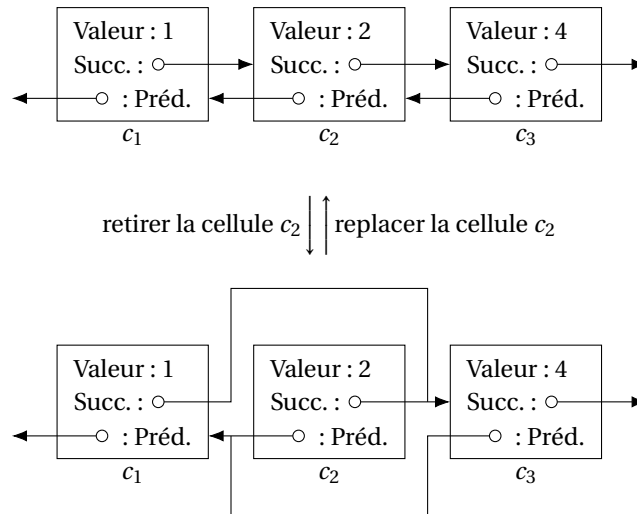 Valeur : 1 Valeur : 2 Valeur : 4
Succ. : Succ. : Succ. :
: Préd. : Préd. : Préd.
c₁ c₂ c₃
retirer la cellule c₂ replacer la cellule c₂
Valeur : 1 Valeur : 2 Valeur : 4
Succ. : Succ. : Succ. :
: Préd. : Préd. : Préd.
c₁ c₂ c₃